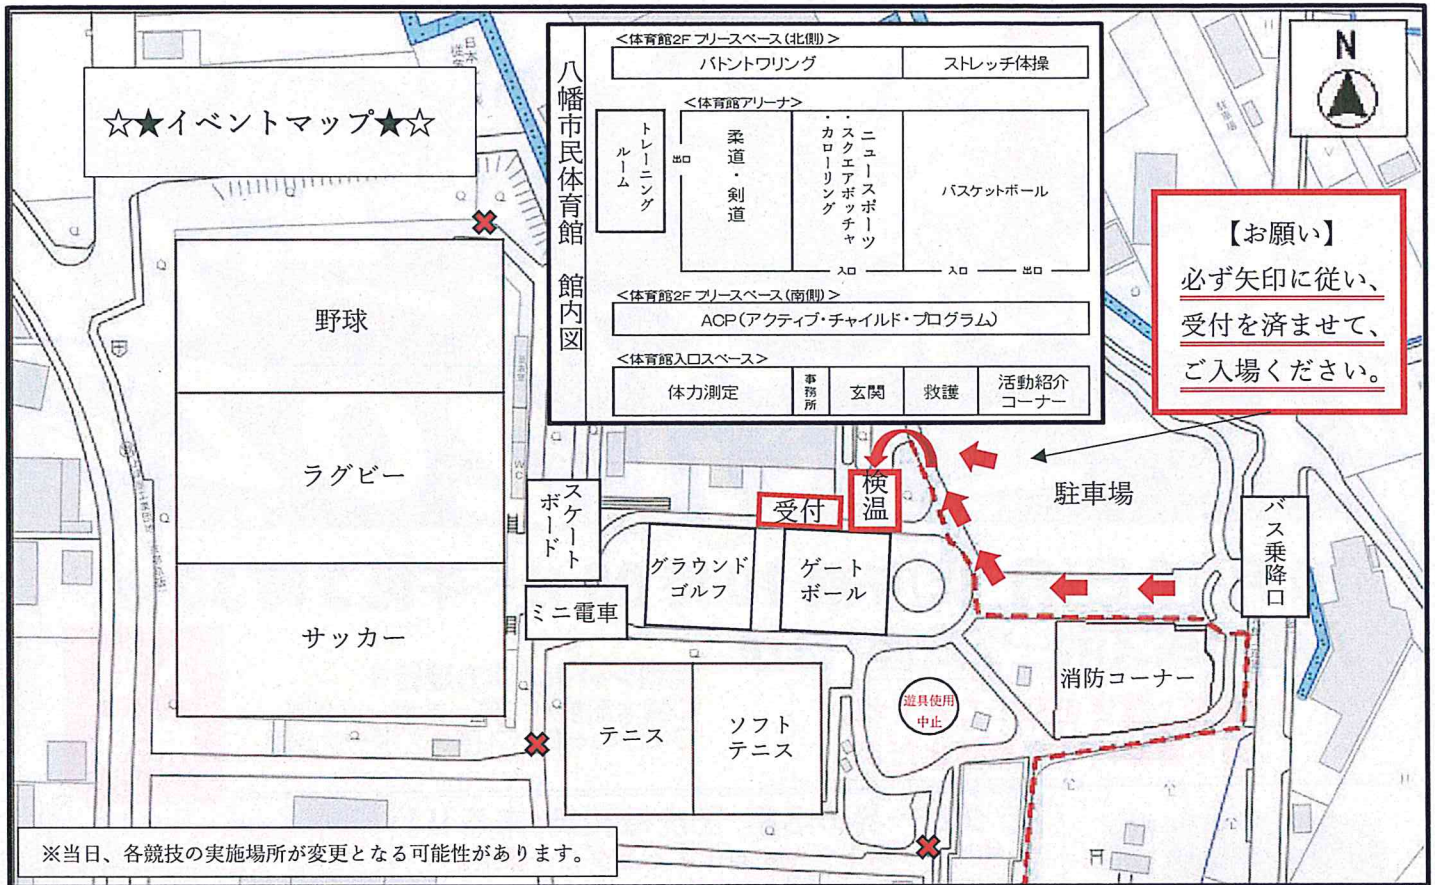 ☆★イベントマップ★☆
八幡市民体育館 館内図
<体育館2F フリースペース(北側)>
バトントワリング
ストレッチ体操
<体育館アリーナ>
トレーニング
ルーム
出口
柔道・剣道
ニュースポーツ
・スクエアボッチャ
・カローリング
バスケットボール
入口
入口
出口
<体育館2F フリースペース(南側)>
ACP(アクティブ・チャイルド・プログラム)
<体育館入口スペース>
体力測定
事務所
玄関
救護
活動紹介
コーナー
N
【お願い】
必ず矢印に従い、
受付を済ませて、
ご入場ください。
野球
ラグビー
サッカー
スケート
ボード
ミニ電車
受付
検温
駐車場
バス乗降口
グラウンド
ゴルフ
ゲート
ボール
消防コーナー
遊具使用
中止
テニス
ソフト
テニス
WC
※当日、各競技の実施場所が変更となる可能性があります。